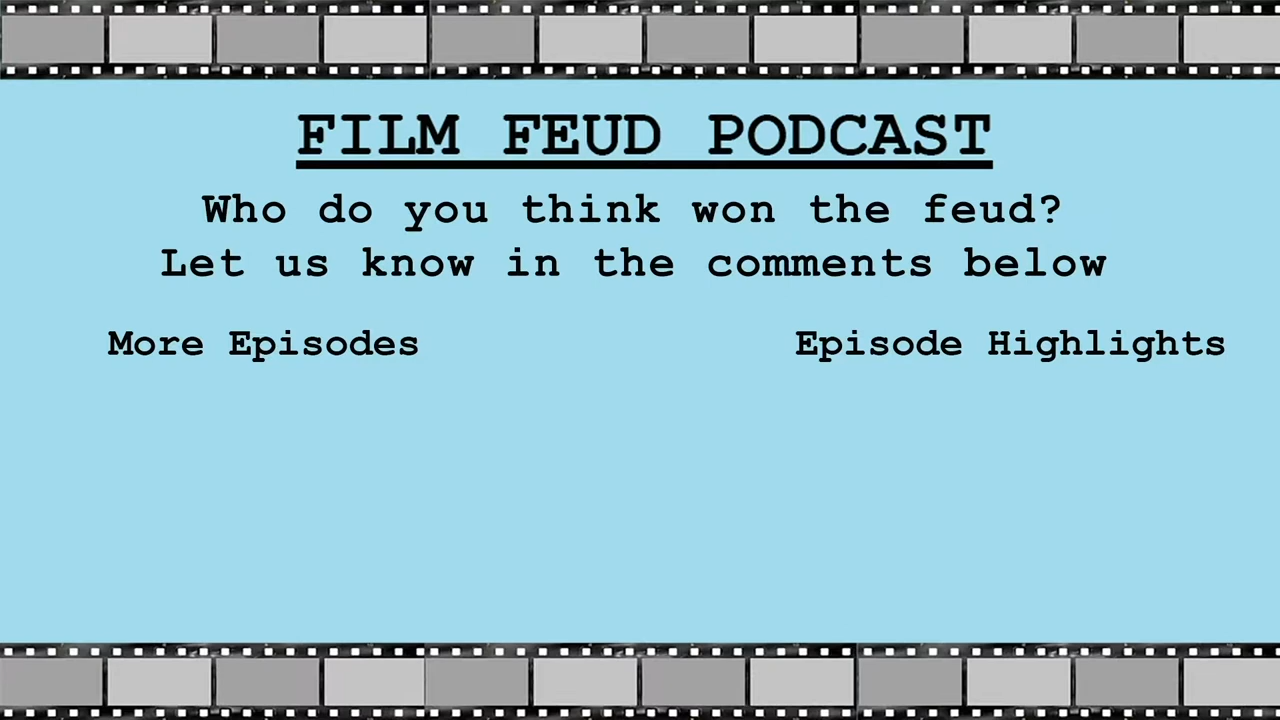 FILM FEUD PODCAST
Who do you think won the feud?
Let us know in the comments below
More Episodes
Episode Highlights